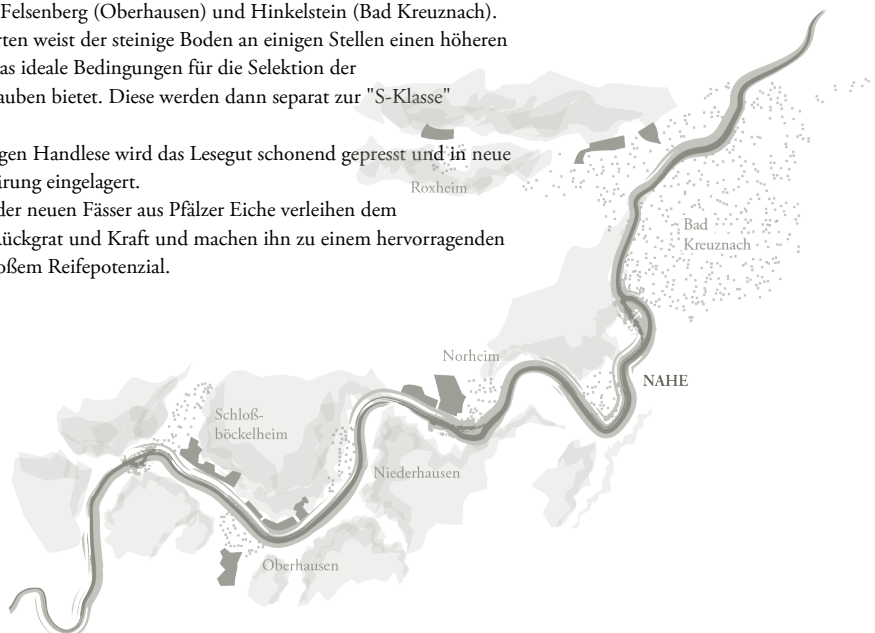 Felsenberg (Oberhausen) und Hinkelstein (Bad Kreuznach).
rten weist der steinige Boden an einigen Stellen einen höheren
as ideale Bedingungen für die Selektion der
auben bietet. Diese werden dann separat zur "S-Klasse"
gen Handlese wird das Lesegut schonend gepresst und in neue
irung eingelagert.
der neuen Fässer aus Pfälzer Eiche verleihen dem
Rückgrat und Kraft und machen ihn zu einem hervorragenden
oßem Reifepotenzial.
Roxheim
Bad
Kreuznach
Norheim
NAHE
Schloß-
böckelheim
Niederhausen
Oberhausen